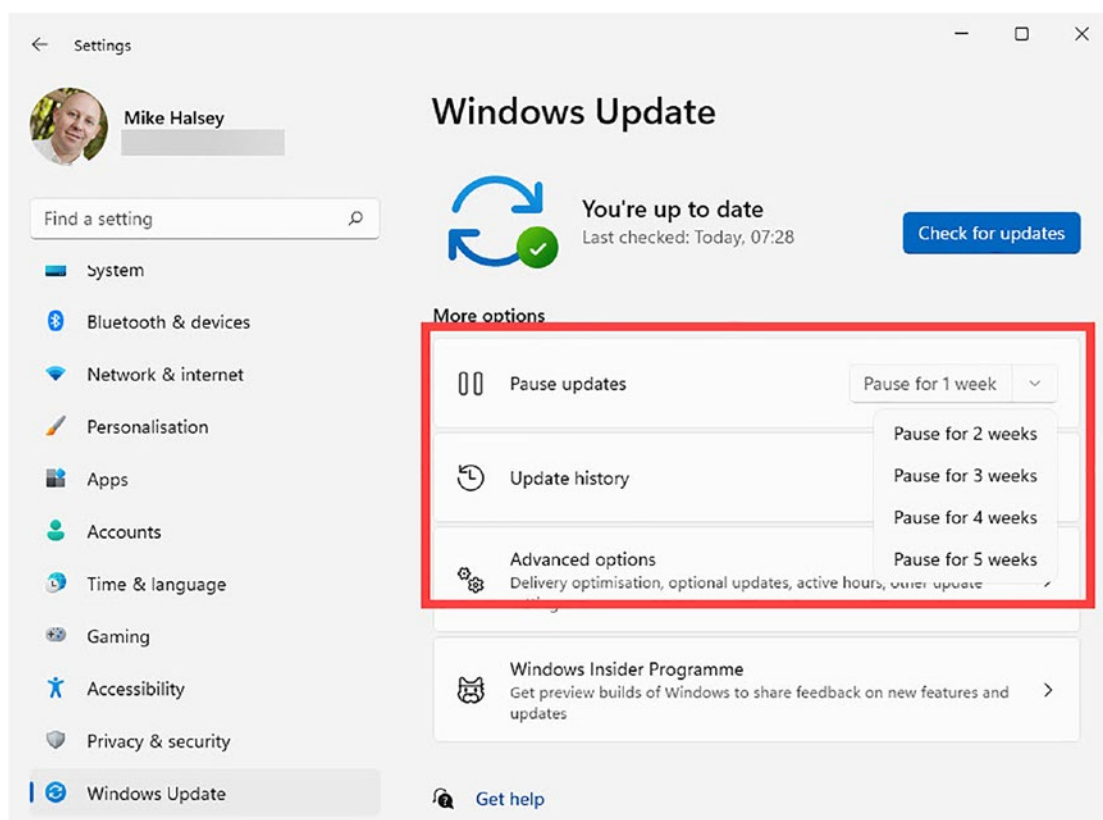 Settings
Mike Halsey
Find a setting
System
Bluetooth & devices
Network & internet
Personalisation
Apps
Accounts
Time & language
Gaming
Accessibility
Privacy & security
Windows Update
Windows Update
You're up to date
Last checked: Today, 07:28
Check for updates
More options
Pause updates
Pause for 1 week
Pause for 2 weeks
Pause for 3 weeks
Pause for 4 weeks
Pause for 5 weeks
Update history
Advanced options
Delivery optimisation, optional updates, active hours, other update
Windows Insider Programme
Get preview builds of Windows to share feedback on new features and
updates
Get help